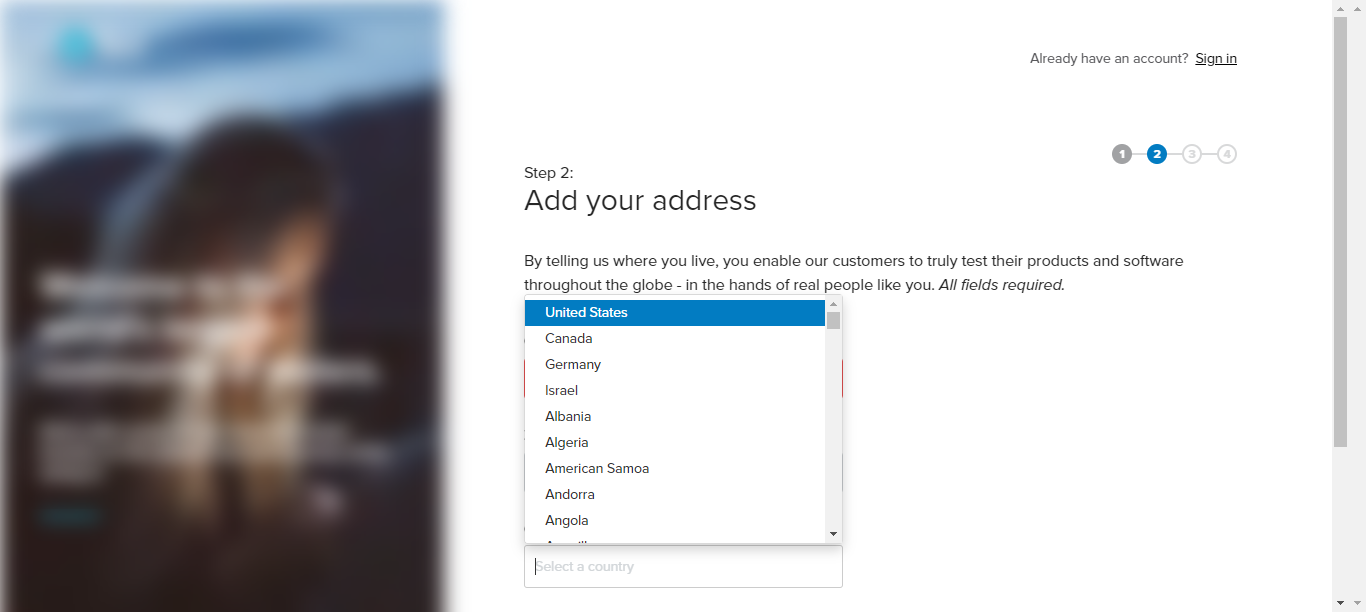 Already have an account? Sign in
1 2 3 4
Step 2:
Add your address
By telling us where you live, you enable our customers to truly test their products and software
throughout the globe - in the hands of real people like you. All fields required.
United States
Canada
Germany
Israel
Albania
Algeria
American Samoa
Andorra
Angola
Select a country